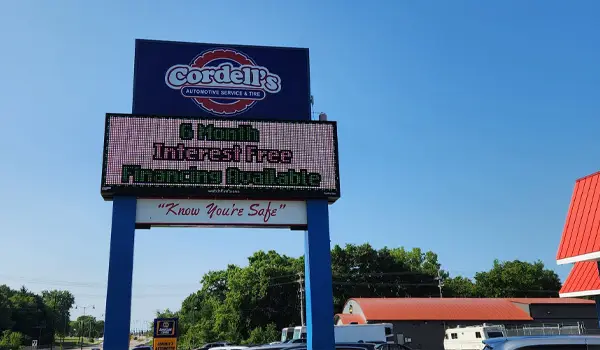 Cordell's
AUTOMOTIVE SERVICE & TIRE
6 Month
Interest Free
Financing Available
"Know You're Safe"